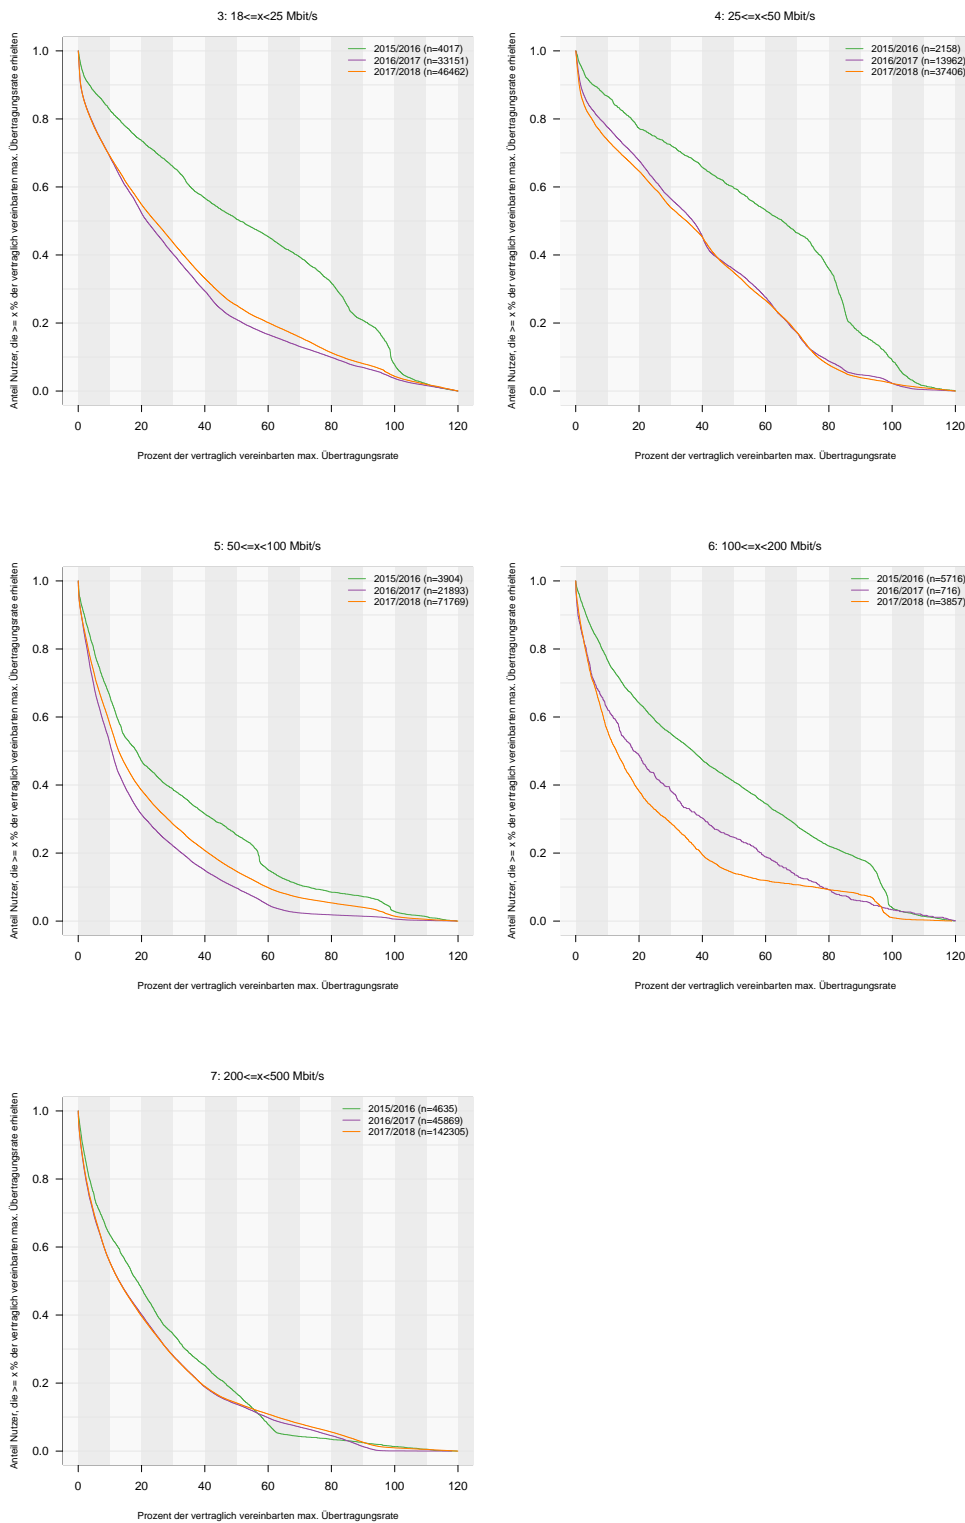 3: 18<=x<25 Mbit/s
Anteil Nutzer, die >= x % der vertraglich vereinbarten max. Übertragungsrate erhielten
1.0
0.8
0.6
0.4
0.2
0.0
2015/2016 (n=4017)
2016/2017 (n=33151)
2017/2018 (n=46462)
0 20 40 60 80 100 120
Prozent der vertraglich vereinbarten max. Übertragungsrate
4: 25<=x<50 Mbit/s
Anteil Nutzer, die >= x % der vertraglich vereinbarten max. Übertragungsrate erhielten
1.0
0.8
0.6
0.4
0.2
0.0
2015/2016 (n=2158)
2016/2017 (n=13962)
2017/2018 (n=37406)
0 20 40 60 80 100 120
Prozent der vertraglich vereinbarten max. Übertragungsrate
5: 50<=x<100 Mbit/s
Anteil Nutzer, die >= x % der vertraglich vereinbarten max. Übertragungsrate erhielten
1.0
0.8
0.6
0.4
0.2
0.0
2015/2016 (n=3904)
2016/2017 (n=21893)
2017/2018 (n=71769)
0 20 40 60 80 100 120
Prozent der vertraglich vereinbarten max. Übertragungsrate
6: 100<=x<200 Mbit/s
Anteil Nutzer, die >= x % der vertraglich vereinbarten max. Übertragungsrate erhielten
1.0
0.8
0.6
0.4
0.2
0.0
2015/2016 (n=5716)
2016/2017 (n=716)
2017/2018 (n=3857)
0 20 40 60 80 100 120
Prozent der vertraglich vereinbarten max. Übertragungsrate
7: 200<=x<500 Mbit/s
Anteil Nutzer, die >= x % der vertraglich vereinbarten max. Übertragungsrate erhielten
1.0
0.8
0.6
0.4
0.2
0.0
2015/2016 (n=4635)
2016/2017 (n=45869)
2017/2018 (n=142305)
0 20 40 60 80 100 120
Prozent der vertraglich vereinbarten max. Übertragungsrate